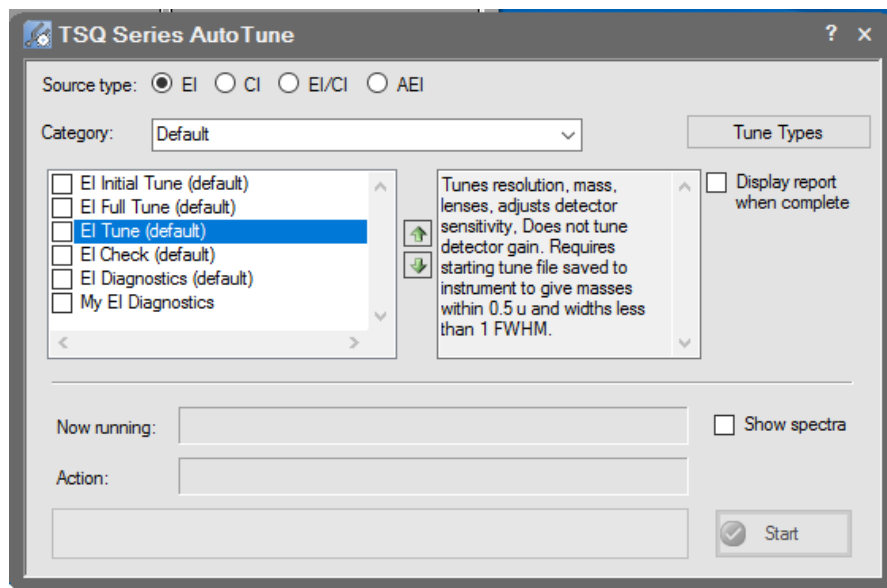 TSQ Series AutoTune
? ×
Source type: EI CI EI/CI AEI
Category: Default
Tune Types
EI Initial Tune (default)
EI Full Tune (default)
EI Tune (default)
EI Check (default)
EI Diagnostics (default)
My EI Diagnostics
Tunes resolution, mass,
lenses, adjusts detector
sensitivity, Does not tune
detector gain. Requires
starting tune file saved to
instrument to give masses
within 0.5 u and widths less
than 1 FWHM.
Display report
when complete
Now running:
Show spectra
Action:
Start